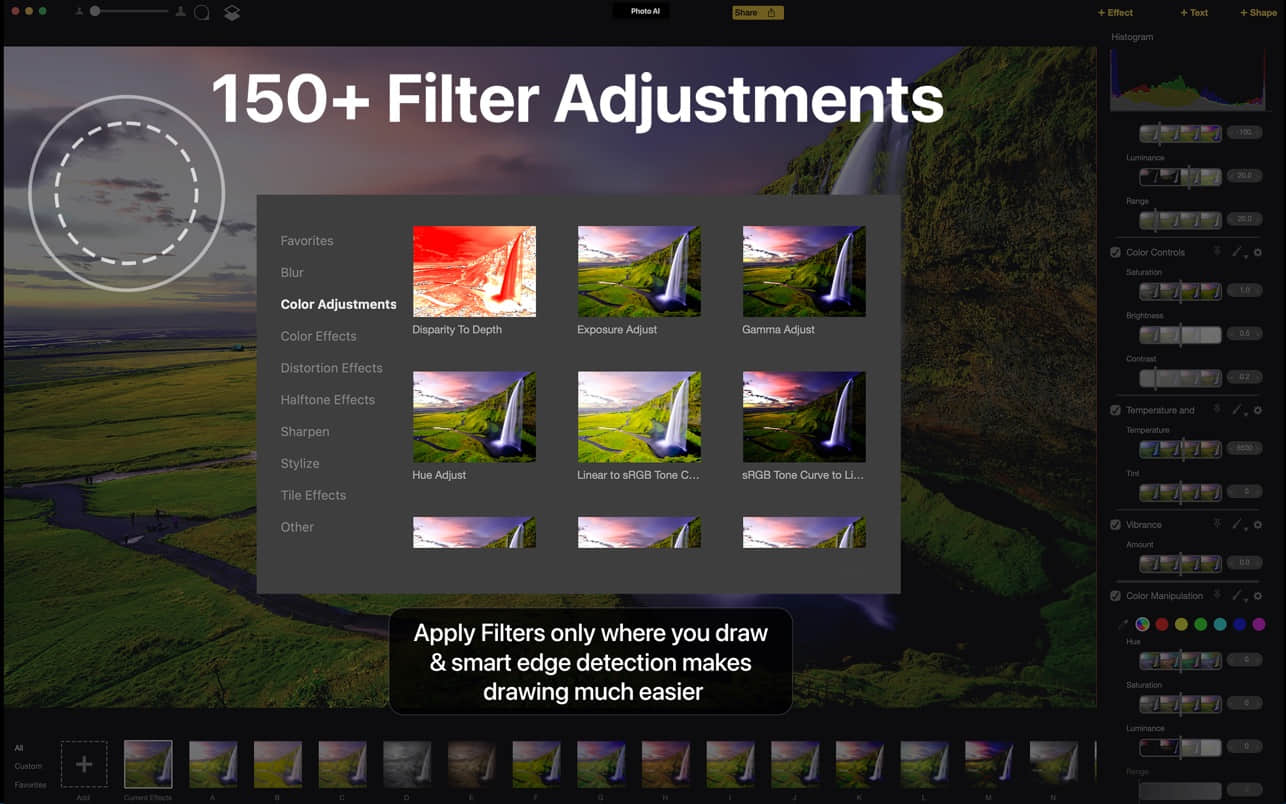 Photo AI
Share
+ Effect
+ Text
+ Shape
150+ Filter Adjustments
Favorites
Blur
Color Adjustments
Color Effects
Distortion Effects
Halftone Effects
Sharpen
Stylize
Tile Effects
Other
Disparity To Depth
Exposure Adjust
Gamma Adjust
Hue Adjust
Linear to sRGB Tone C...
sRGB Tone Curve to Li...
Apply Filters only where you draw
& smart edge detection makes
drawing much easier
Histogram
-100.
Luminance
20.0
Range
20.0
Color Controls
Saturation
1.0
Brightness
0.0
Contrast
Temperature and
Temperature
6500
Tint
0
Vibrance
Amount
0.0
Color Manipulation
Hue
0
Saturation
0
Luminance
0
Range
All
Custom
Favorites
Add
Current Effects
A
B
C
D
E
F
G
H
I
J
K
L
M
N